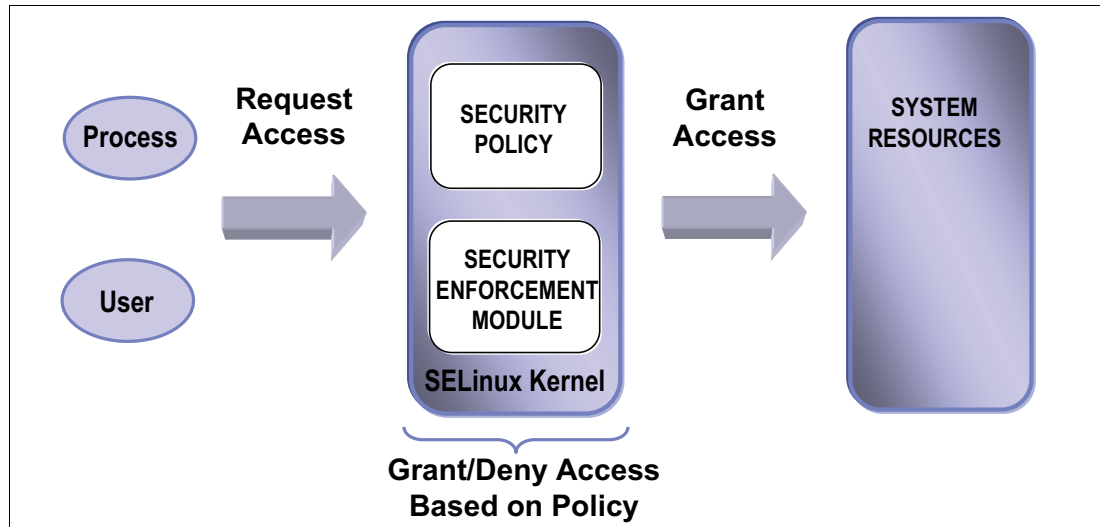 Process
User
Request
Access
SECURITY
POLICY
SECURITY
ENFORCEMENT
MODULE
SELinux Kernel
Grant/Deny Access
Based on Policy
Grant
Access
SYSTEM
RESOURCES